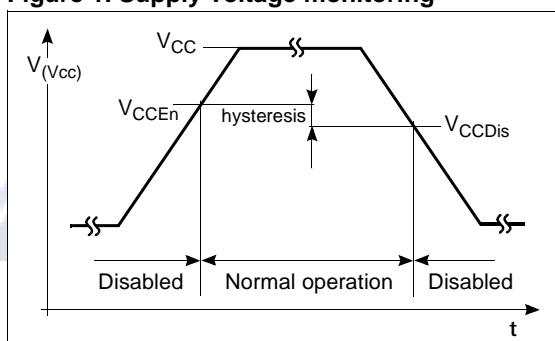 Figure 1. Supply voltage monitoring
V(Vcc)
VCC
VCCEn
hysteresis
VCCDis
Disabled
Normal operation
Disabled
t